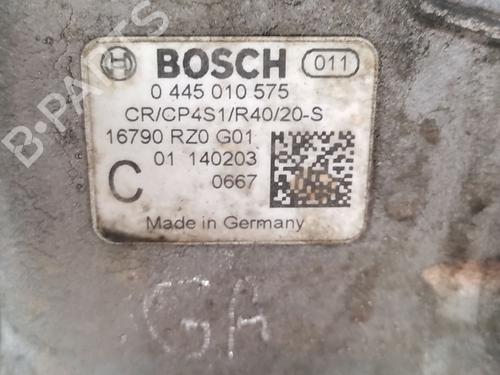 BOSCH 011
0 445 010 575
CR/CP4S1/R40/20-S
16790 RZ0 G01
01 140203
C 0667
Made in Germany
GA
B-PARTS